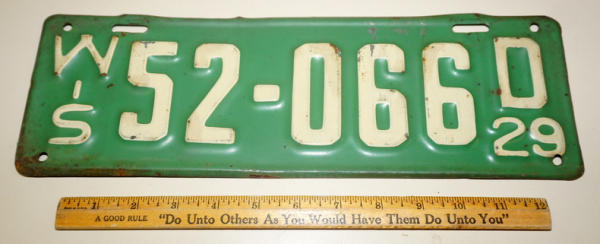 WIS 52-066 D 29
1 2 3 4 5 6 7 8 9 10 11 12
A GOOD RULE "Do Unto Others As You Would Have Them Do Unto You"